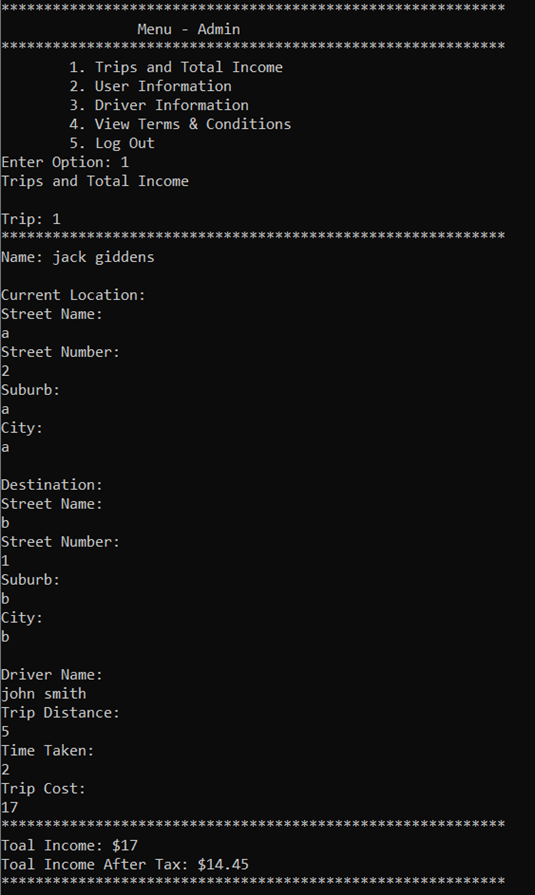 ************************************************************
Menu - Admin
************************************************************
1. Trips and Total Income
2. User Information
3. Driver Information
4. View Terms & Conditions
5. Log Out
Enter Option: 1
Trips and Total Income
Trip: 1
************************************************************
Name: jack giddens
Current Location:
Street Name:
a
Street Number:
2
Suburb:
a
City:
a
Destination:
Street Name:
b
Street Number:
1
Suburb:
b
City:
b
Driver Name:
john smith
Trip Distance:
5
Time Taken:
2
Trip Cost:
17
************************************************************
Toal Income: $17
Toal Income After Tax: $14.45
************************************************************